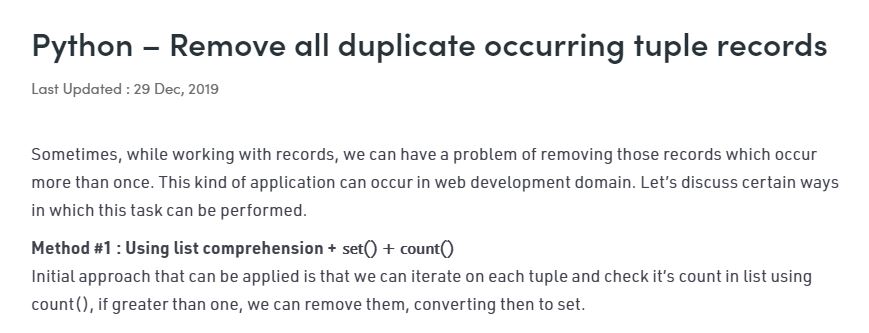 Python – Remove all duplicate occurring tuple records
Last Updated : 29 Dec, 2019
Sometimes, while working with records, we can have a problem of removing those records which occur
more than once. This kind of application can occur in web development domain. Let’s discuss certain ways
in which this task can be performed.
Method #1 : Using list comprehension + set() + count()
Initial approach that can be applied is that we can iterate on each tuple and check it’s count in list using
count(), if greater than one, we can remove them, converting then to set.